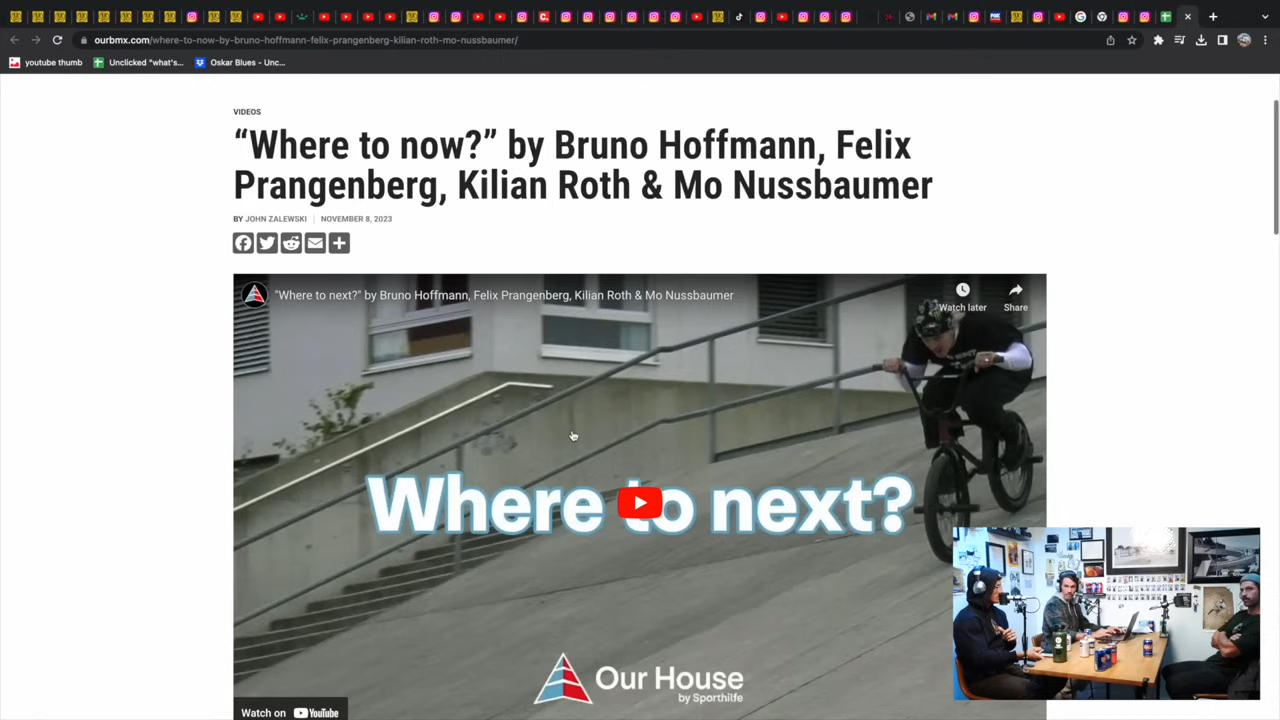 ourbmx.com/where-to-now-by-bruno-hoffmann-felix-prangenberg-kilian-roth-mo-nussbaumer/
youtube thumb
Unclicked "what's...
Oskar Blues - Unc...
VIDEOS
“Where to now?” by Bruno Hoffmann, Felix
Prangenberg, Kilian Roth & Mo Nussbaumer
BY JOHN ZALEWSKI
NOVEMBER 8, 2023
"Where to next?" by Bruno Hoffmann, Felix Prangenberg, Kilian Roth & Mo Nussbaumer
Watch later
Share
Where to next?
Our House
by Sporthilfe
Watch on YouTube